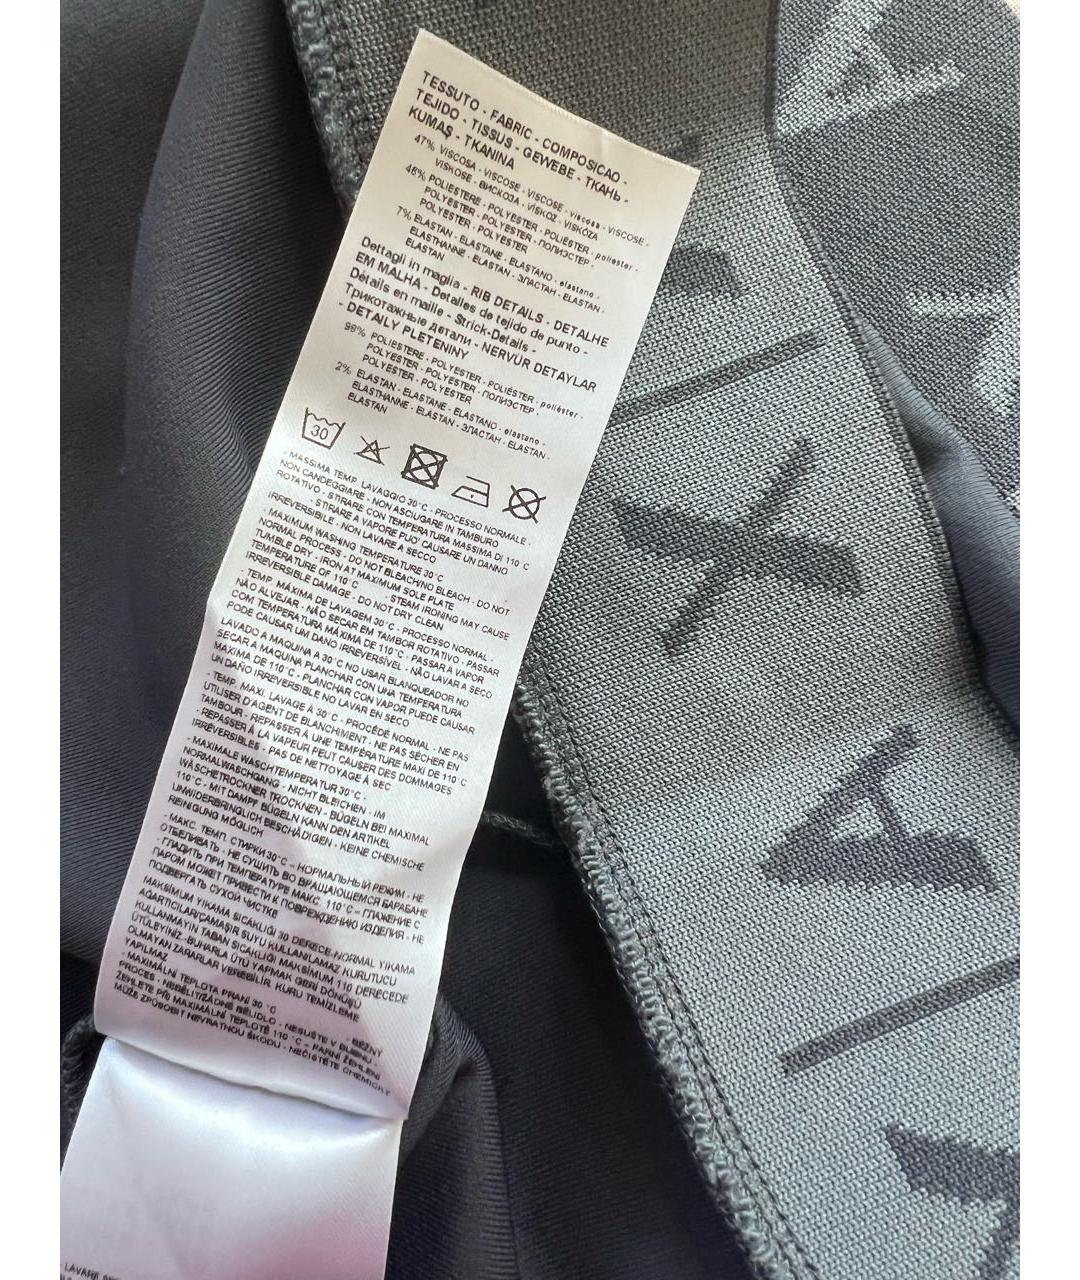 TESSUTO - FABRIC - COMPOSICAO -
TEJIDO - TISSUS - GEWEBE - ТКАНЬ -
KUMAŞ - TKANINA
47% VISCOSA - VISCOSE - VISCOSE - viscosa - VISCOSE -
VISKOSE - ВИСКОЗА - VİSKOZ - VISKÓZA
46% POLIESTERE - POLYESTER - POLIÉSTER - poliester -
POLYESTER - POLYESTER - ПОЛИЭСТЕР -
POLYESTER - POLYESTER
7% ELASTAN - ELASTANE - ELASTANO - elastano -
ELASTHANNE - ELASTAN - ЭЛАСТАН - ELASTAN -
ELASTAN
Dettagli in maglia - RIB DETAILS - DETALHE
EM MALHA - Detalles de tejido de punto -
Détails en maille - Strick-Details -
Трикотажные детали - NERVÜR DETAYLAR
- DETAILY PLETENINY
98% POLIESTERE - POLYESTER - POLIÉSTER - poliéster -
POLYESTER - POLYESTER - ПОЛИЭСТЕР -
POLYESTER - POLYESTER
2% ELASTAN - ELASTANE - ELASTANO - elastano -
ELASTHANNE - ELASTAN - ЭЛАСТАН - ELASTAN -
ELASTAN
30
- MASSIMA TEMP. LAVAGGIO 30°C - PROCESSO NORMALE -
NON CANDEGGIARE - NON ASCIUGARE IN TAMBURO
ROTATIVO - STIRARE CON TEMPERATURA MASSIMA DI 110°C
- STIRARE A VAPORE PUO' CAUSARE UN DANNO
IRREVERSIBILE - NON LAVARE A SECCO
- MAXIMUM WASHING TEMPERATURE 30°C
NORMAL PROCESS - DO NOT BLEACH/NO BLEACH - DO NOT
TUMBLE DRY - IRON AT MAXIMUM SOLE PLATE
TEMPERATURE OF 110°C - STEAM IRONING MAY CAUSE
IRREVERSIBLE DAMAGE - DO NOT DRY CLEAN
- TEMP. MÁXIMA DE LAVAGEM 30°C - PROCESSO NORMAL -
NÃO ALVEJAR - NÃO SECAR EM TAMBOR ROTATIVO - PASSAR
COM TEMPERATURA MÁXIMA DE 110°C - PASSAR A VAPOR
PODE CAUSAR UM DANO IRREVERSÍVEL - NÃO LAVAR A SECO
LAVADO A MAQUINA A 30°C NO USAR BLANQUEADOR NO
SECAR A MAQUINA PLANCHAR CON UNA TEMPERATURA
MAXIMA DE 110°C - PLANCHAR CON VAPOR PUEDE CAUSAR
UN DAÑO IRREVERSIBLE NO LAVAR EN SECO
- TEMP. MAXI. LAVAGE À 30°C - PROCÉDÉ NORMAL - NE PAS
UTILISER D'AGENT DE BLANCHIMENT - NE PAS SÉCHER EN
TAMBOUR - REPASSER À UNE TEMPÉRATURE MAXI DE 110°C
- REPASSER À LA VAPEUR PEUT CAUSER DES DOMMAGES
IRRÉVERSIBLES - PAS DE NETTOYAGE À SEC
- MAXIMALE WASCHTEMPERATUR 30°C -
NORMALWASCHGANG - NICHT BLEICHEN - IM
WÄSCHETROCKNER TROCKNEN - BÜGELN BEI MAXIMAL
110°C - MIT DAMPF BÜGELN KANN DEN ARTIKEL
UNWIDERBRINGLICH BESCHÄDIGEN - KEINE CHEMISCHE
REINIGUNG MÖGLICH
- МАКС. ТЕМП. СТИРКИ 30°C – НОРМАЛЬНЫЙ РЕЖИМ - НЕ
ОТБЕЛИВАТЬ - НЕ СУШИТЬ ВО ВРАЩАЮЩЕМСЯ БАРАБАНЕ
- ГЛАДИТЬ ПРИ ТЕМПЕРАТУРЕ МАКС. 110°C – ГЛАЖЕНИЕ С
ПАРОМ МОЖЕТ ПРИВЕСТИ К ПОВРЕЖДЕНИЮ ИЗДЕЛИЯ - НЕ
ПОДВЕРГАТЬ СУХОЙ ЧИСТКЕ
MAKSİMUM YIKAMA SICAKLIĞI 30 DERECE-NORMAL YIKAMA
AĞARTICILAR/ÇAMAŞIR SUYU KULLANILAMAZ KURUTUCU
KULLANMAYIN TABAN SICAKLIĞI MAKSİMUM 110 DERECEDE
ÜTÜLEYİNİZ -BUHARLA ÜTÜ YAPMAK GERİ DÖNÜŞÜ
OLMAYAN ZARARLAR VEREBİLİR. KURU TEMİZLEME
YAPILMAZ
- MAXIMÁLNÍ TEPLOTA PRANÍ 30 °C BĚŽNÝ
PROCES - NEBĚLIT/ŽÁDNÉ BĚLIDLO - NESUŠTE V BUBNU -
ŽEHLETE PŘI MAXIMÁLNÍ TEPLOTĚ 110 °C – PARNÍ ŽEHLENÍ
MŮŽE ZPŮSOBIT NEVRATNOU ŠKODU - NEČISTĚTE CHEMICKY